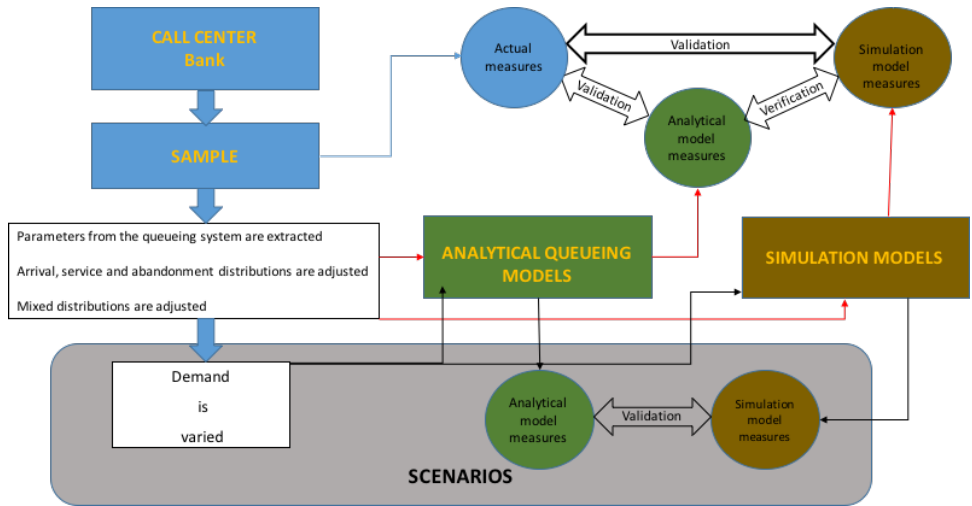 CALL CENTER
Bank
SAMPLE
Actual
measures
Validation
Simulation
model
measures
Validation
Verification
Analytical
model
measures
Parameters from the queueing system are extracted
Arrival, service and abandonment distributions are adjusted
Mixed distributions are adjusted
ANALYTICAL QUEUEING
MODELS
SIMULATION MODELS
Demand
is
varied
Analytical
model
measures
Validation
Simulation
model
measures
SCENARIOS